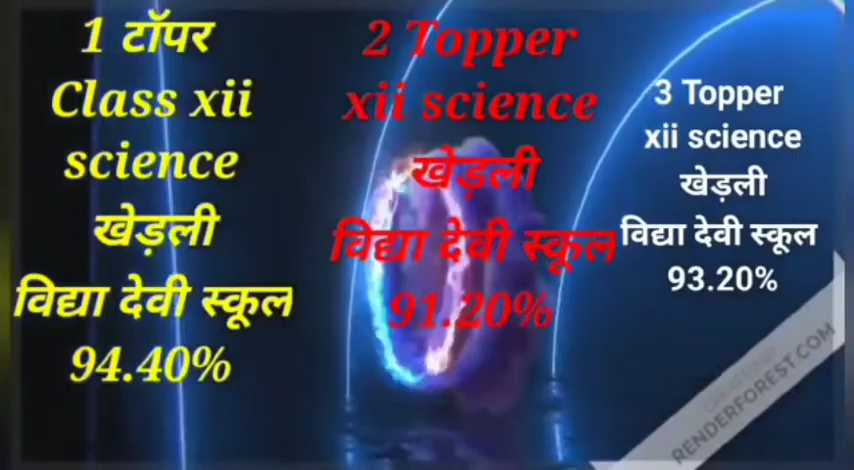 1 टॉपर
Class xii
science
खेड़ली
विद्या देवी स्कूल
94.40%
2 Topper
xii science
खेड़ली
विद्या देवी स्कूल
91.20%
3 Topper
xii science
खेड़ली
विद्या देवी स्कूल
93.20%
RENDERFOREST.COM